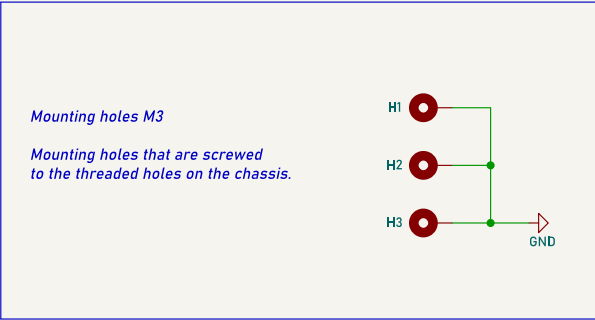 Mounting holes M3
Mounting holes that are screwed
to the threaded holes on the chassis.
H1
H2
H3
GND